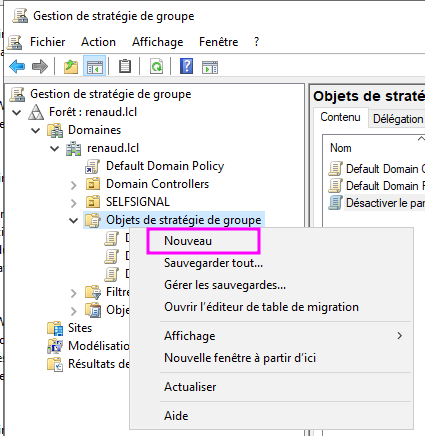 Gestion de stratégie de groupe
Fichier Action Affichage Fenêtre ?
Gestion de stratégie de groupe
Forêt : renaud.lcl
Domaines
renaud.lcl
Default Domain Policy
Domain Controllers
SELFSIGNAL
Objets de stratégie de groupe
D
D
D
Filtre
Obje
Sites
Modélisation
Résultats de
Nouveau
Sauvegarder tout...
Gérer les sauvegardes...
Ouvrir l'éditeur de table de migration
Affichage
Nouvelle fenêtre à partir d'ici
Actualiser
Aide
Objets de straté
Contenu Délégation
Nom
Default Domain C
Default Domain P
Désactiver le par